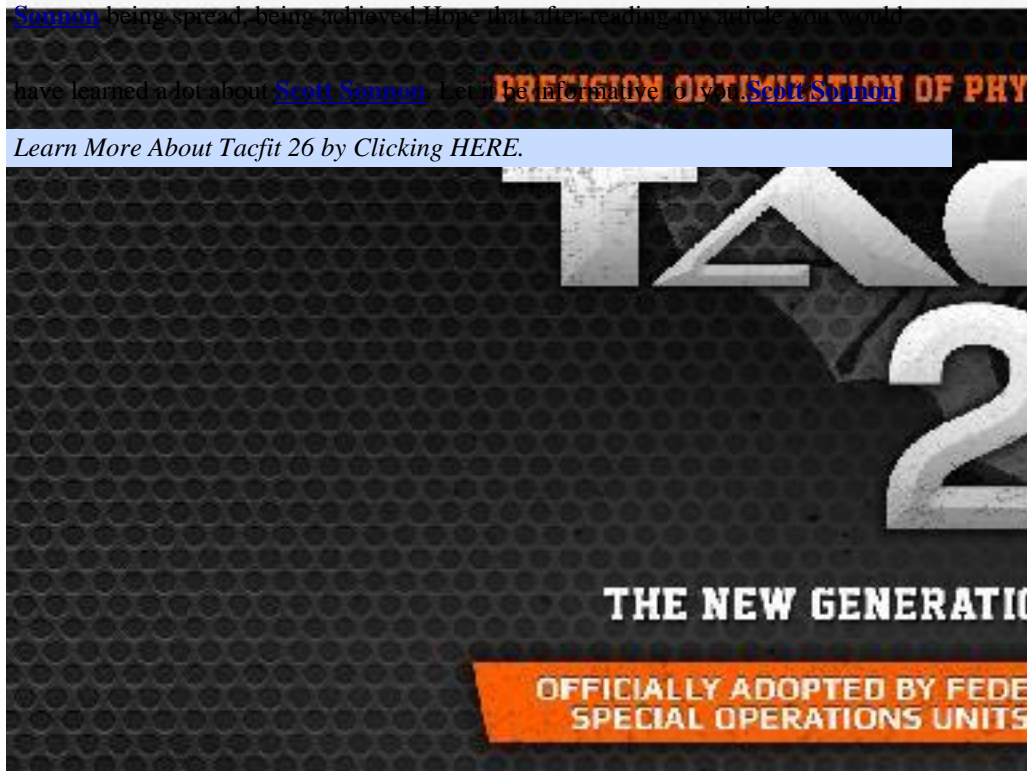 Sonnon being spread, being achieved.Hope that after reading my article you would
have learned a lot about Scott Sonnon. Let it be informative to you.Scott Sonnon
PRECISION OPTIMIZATION OF PHY
Learn More About Tacfit 26 by Clicking HERE.
TAC
2
THE NEW GENERATIO
OFFICIALLY ADOPTED BY FEDE
SPECIAL OPERATIONS UNITS